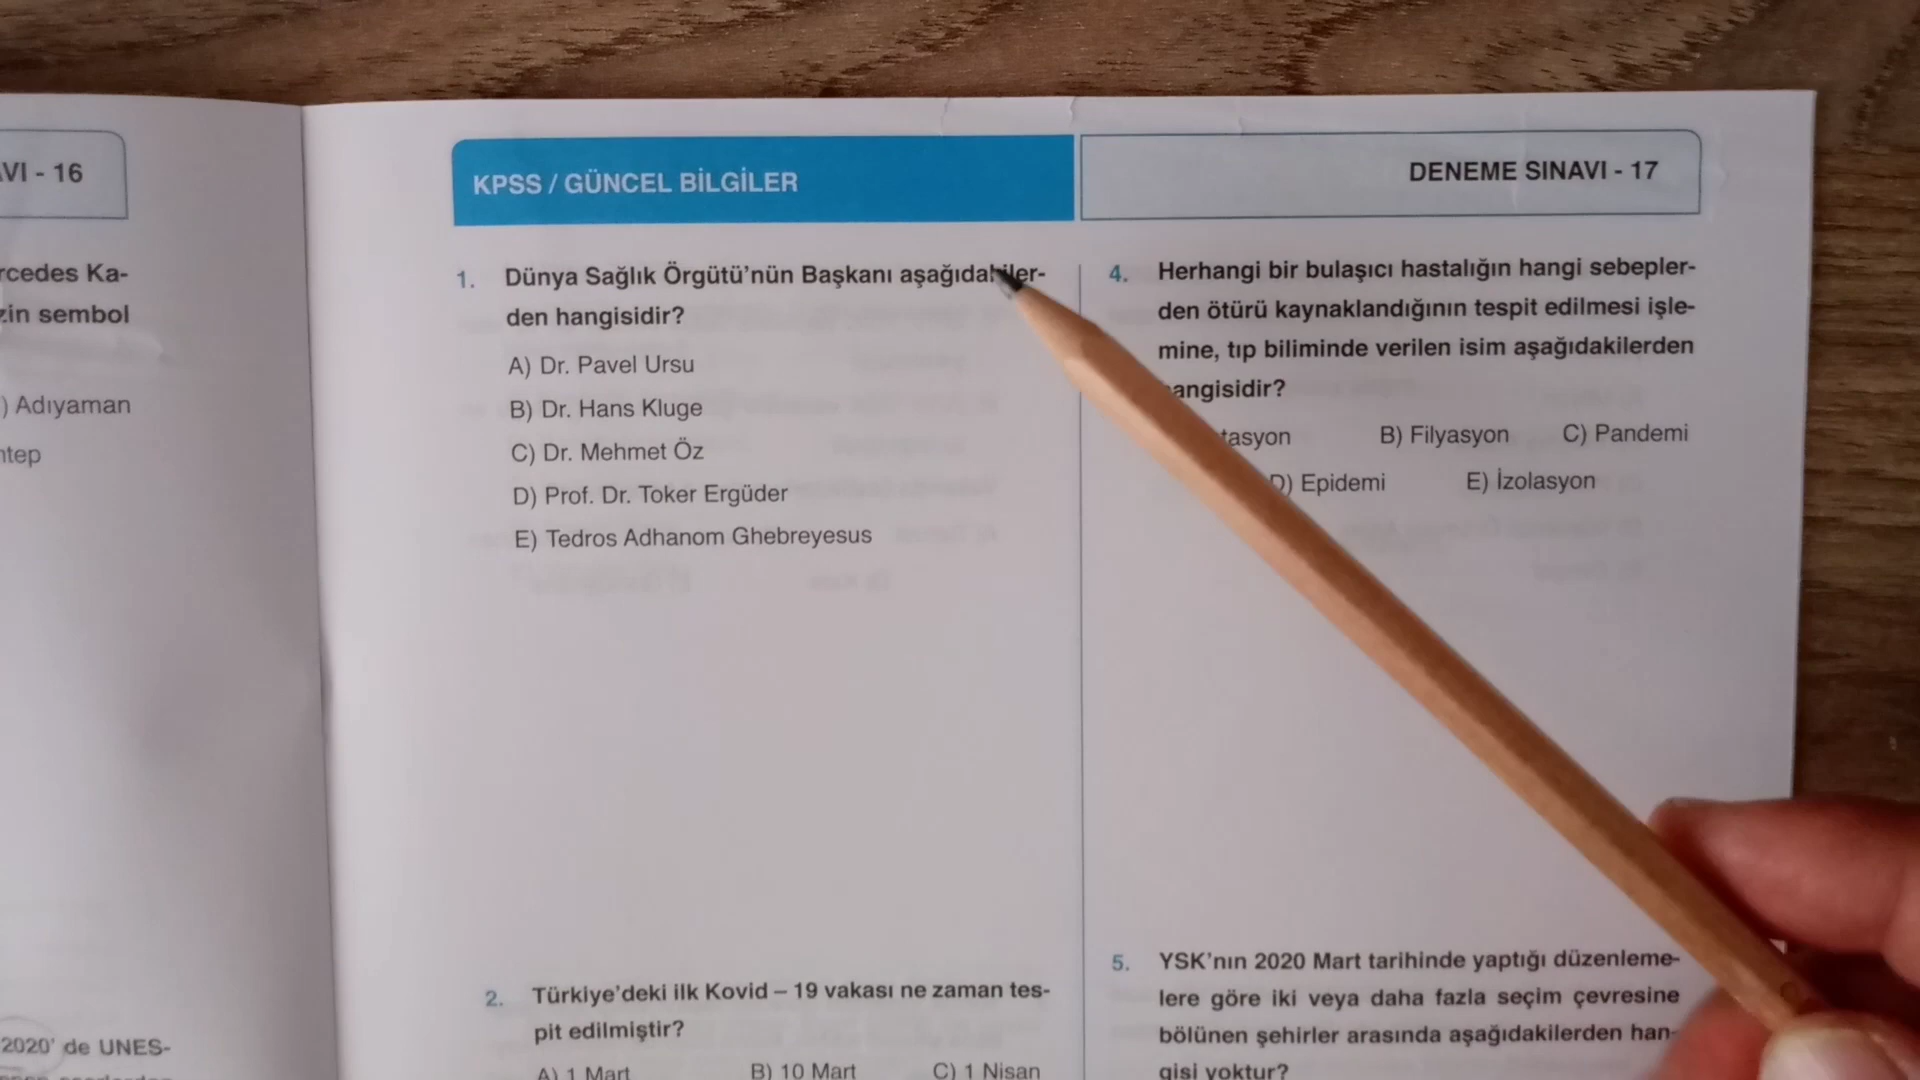 VI - 16
rcedes Ka-
zin sembol
) Adıyaman
ntep
2020' de UNES-
KPSS / GÜNCEL BİLGİLER
DENEME SINAVI - 17
1. Dünya Sağlık Örgütü'nün Başkanı aşağıdakiler-
den hangisidir?
A) Dr. Pavel Ursu
B) Dr. Hans Kluge
C) Dr. Mehmet Öz
D) Prof. Dr. Toker Ergüder
E) Tedros Adhanom Ghebreyesus
2. Türkiye'deki ilk Kovid – 19 vakası ne zaman tes-
pit edilmiştir?
A) 1 Mart B) 10 Mart C) 1 Nisan
4. Herhangi bir bulaşıcı hastalığın hangi sebepler-
den ötürü kaynaklandığının tespit edilmesi işle-
mine, tıp biliminde verilen isim aşağıdakilerden
angisidir?
tasyon B) Filyasyon C) Pandemi
D) Epidemi E) İzolasyon
5. YSK'nın 2020 Mart tarihinde yaptığı düzenleme-
lere göre iki veya daha fazla seçim çevresine
bölünen şehirler arasında aşağıdakilerden han-
gisi yoktur?